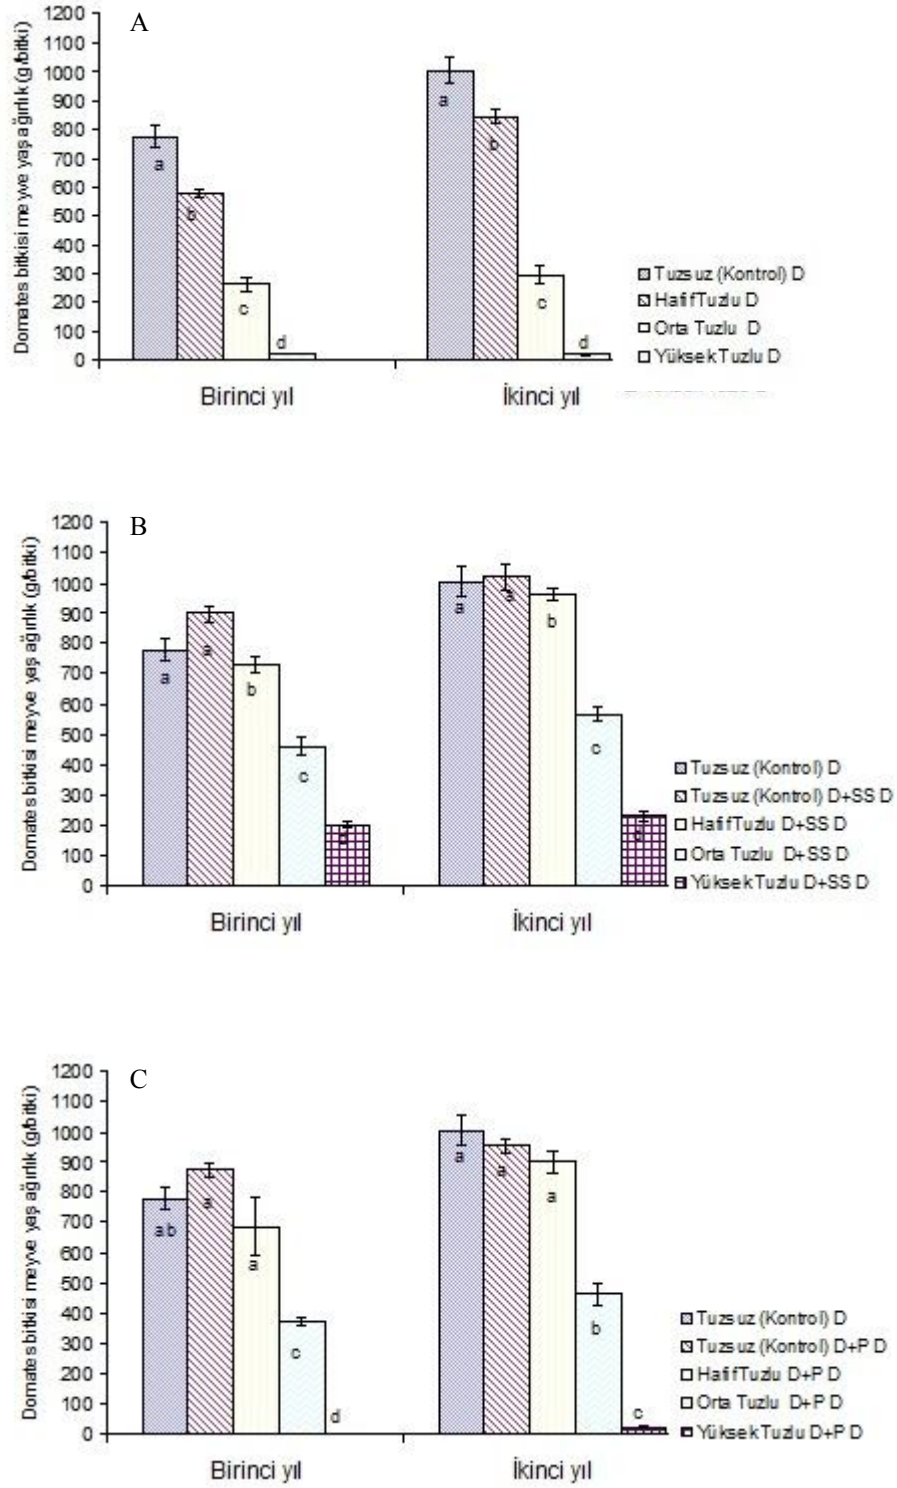 A
Domates bitkisi meyve yaş ağırlık (g/bitki)
1200
1100
1000
900
800
700
600
500
400
300
200
100
0
a
b
c
d
a
b
c
d
Birinci yıl
İkinci yıl
Tuzsuz (Kontrol) D
Hafif Tuzlu D
Orta Tuzlu D
Yüksek Tuzlu D
B
Domates bitkisi meyve yaş ağırlık (g/bitki)
1200
1100
1000
900
800
700
600
500
400
300
200
100
0
a
a
b
c
d
a
a
b
c
d
Birinci yıl
İkinci yıl
Tuzsuz (Kontrol) D
Tuzsuz (Kontrol) D+SS D
Hafif Tuzlu D+SS D
Orta Tuzlu D+SS D
Yüksek Tuzlu D+SS D
C
Domates bitkisi meyve yaş ağırlık (g/bitki)
1200
1100
1000
900
800
700
600
500
400
300
200
100
0
ab
a
a
c
d
a
a
a
b
c
Birinci yıl
İkinci yıl
Tuzsuz (Kontrol) D
Tuzsuz (Kontrol) D+P D
Hafif Tuzlu D+P D
Orta Tuzlu D+P D
Yüksek Tuzlu D+P D